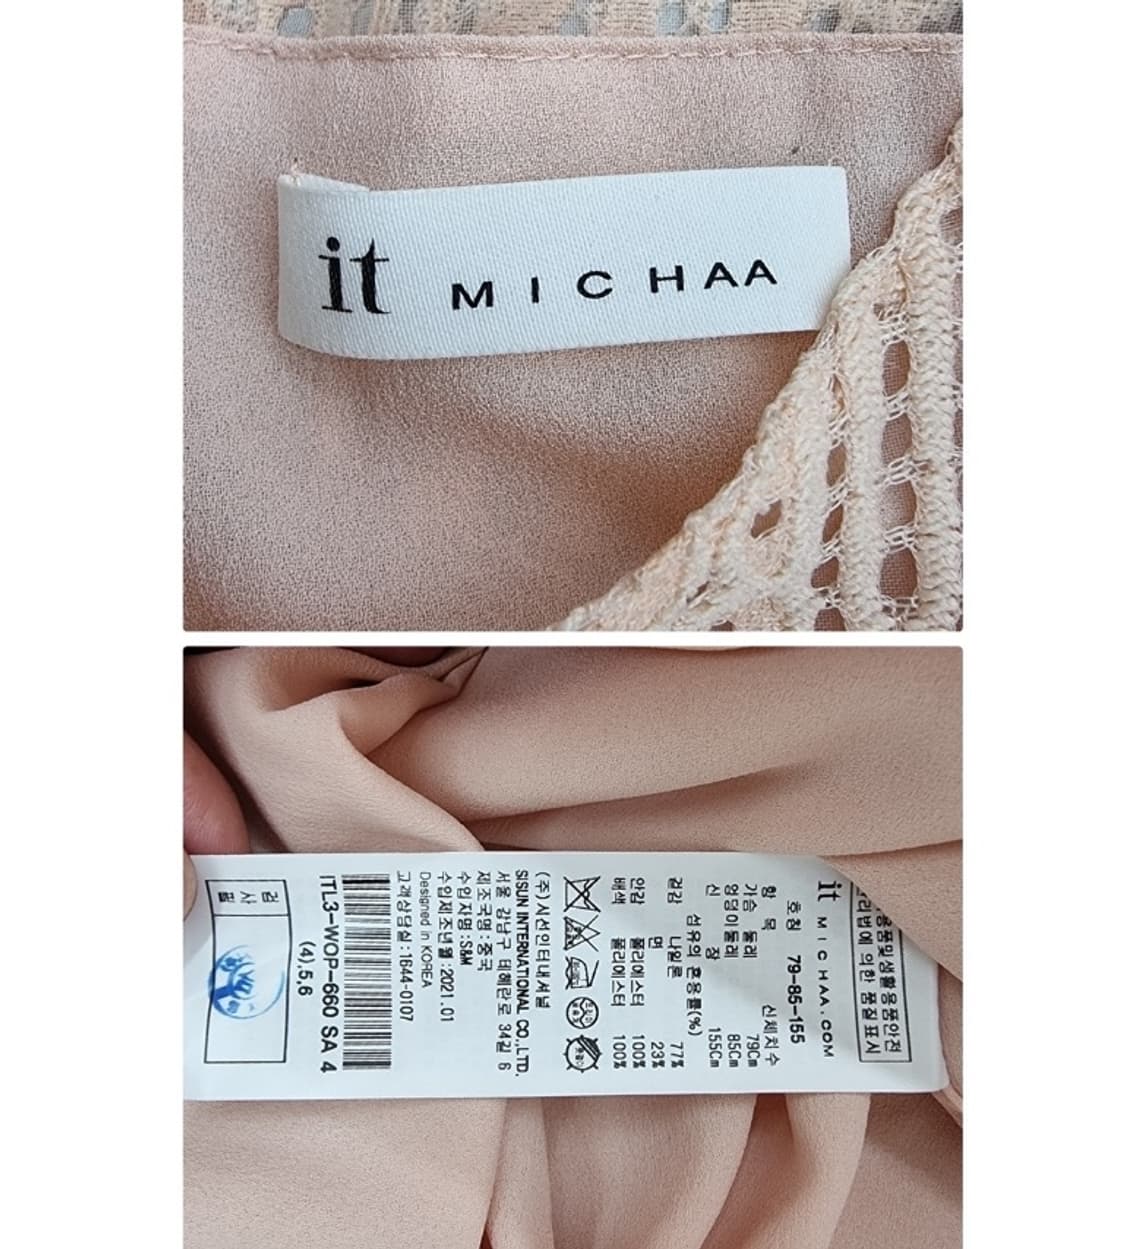 it MICHAA
용품및생활용품안전
리법에 의한 품질표시
it MICHAA.COM
호칭 79-85-155
항 목 신체치수
가슴 둘레 79Cm
엉덩이둘레 85Cm
신 장 155Cm
섬유의 혼용률(%)
겉감 나일론 77%
면 23%
안감 폴리에스터 100%
배색 폴리에스터 100%
(주)시선인터내셔널
SISUN INTERNATIONAL CO.,LTD.
서울 강남구 테헤란로 34길 6
제조국명:중국
수입자명:S&M
수입제조년월:2021.01
Designed in KOREA
고객상담실:1644-0107
ITL3-WOP-660 SA 4
(4),5,6
검사필